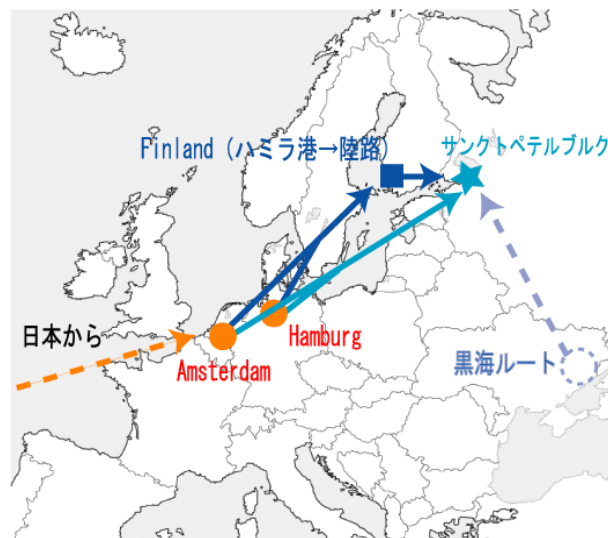 Finland (ハミラ港→陸路)
サンクトペテルブルク
日本から
Hamburg
Amsterdam
黒海ルート